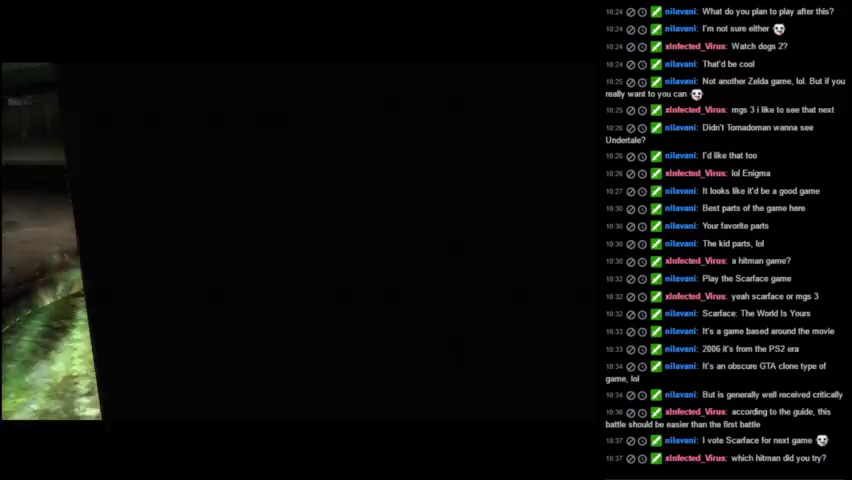 10:24 nilavani: What do you plan to play after this?
10:24 nilavani: I'm not sure either
10:24 xInfected_Virus: Watch dogs 2?
10:24 nilavani: That'd be cool
10:25 nilavani: Not another Zelda game, lol. But if you
really want to you can
10:25 xInfected_Virus: mgs 3 i like to see that next
10:26 nilavani: Didn't Tomadoman wanna see
Undertale?
10:26 nilavani: I'd like that too
10:26 xInfected_Virus: lol Enigma
10:27 nilavani: It looks like it'd be a good game
10:30 nilavani: Best parts of the game here
10:30 nilavani: Your favorite parts
10:30 nilavani: The kid parts, lol
10:30 xInfected_Virus: a hitman game?
10:32 nilavani: Play the Scarface game
10:32 xInfected_Virus: yeah scarface or mgs 3
10:32 nilavani: Scarface: The World Is Yours
10:33 nilavani: It's a game based around the movie
10:33 nilavani: 2006 it's from the PS2 era
10:34 nilavani: It's an obscure GTA clone type of
game, lol
10:34 nilavani: But is generally well received critically
10:36 xInfected_Virus: according to the guide, this
battle should be easier than the first battle
10:37 nilavani: I vote Scarface for next game
10:37 xInfected_Virus: which hitman did you try?